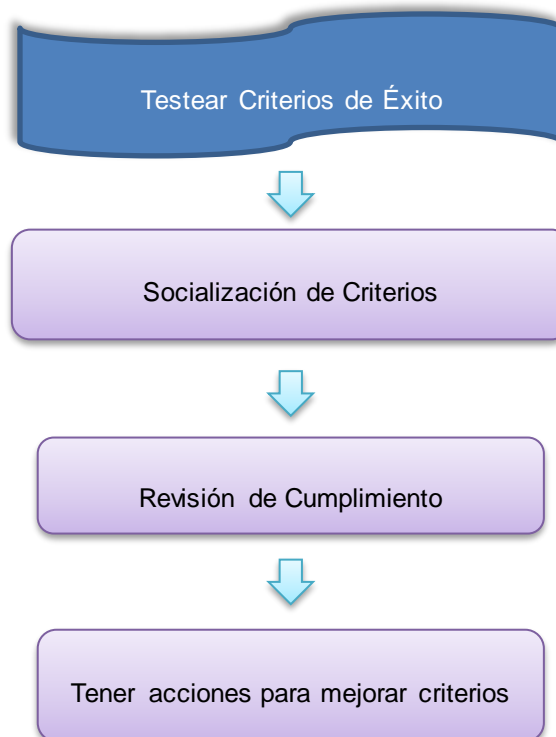 Testear Criterios de Éxito
Socialización de Criterios
Revisión de Cumplimiento
Tener acciones para mejorar criterios